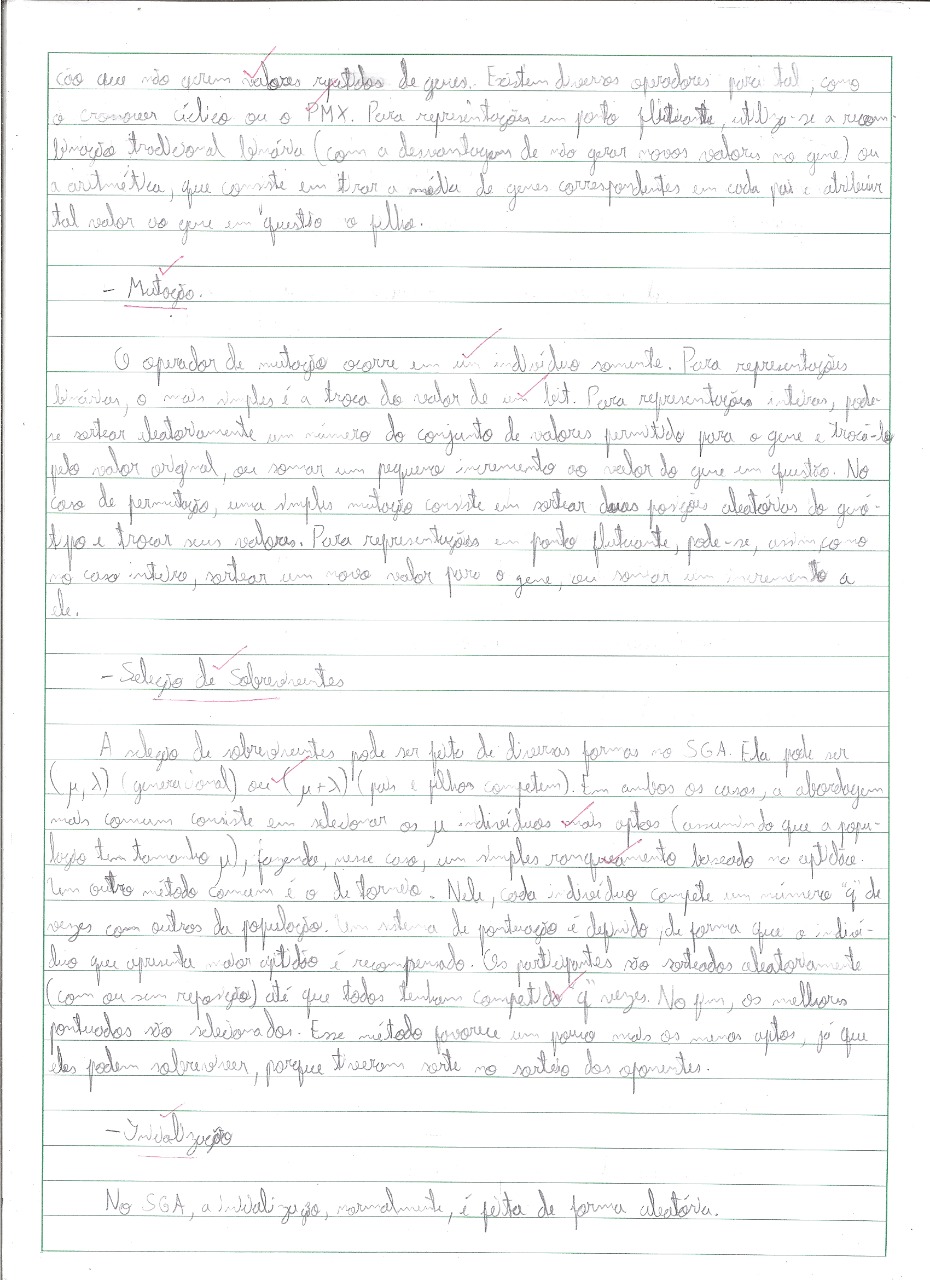 ção que não gerem valores repetidos de genes. Existem diversos operadores para tal, como
o crossover cíclico ou o PMX. Para representações em ponto flutuante, utiliza-se a recom-
binação tradicional binária (com a desvantagem de não gerar novos valores no gene) ou
a aritmética, que consiste em tirar a média de genes correspondentes em cada pai e atribuir
tal valor ao gene em questão o filho.
- Mutação.
O operador de mutação ocorre em um indivíduo somente. Para representações
binárias, o mais simples é a troca do valor de um bit. Para representações inteiras, pode-
se sortear aleatoriamente um número do conjunto de valores permitido para o gene e trocá-lo
pelo valor original, ou somar um pequeno incremento ao valor do gene em questão. No
caso de permutação, uma simples mutação consiste em sortear duas posições aleatórias do genó-
tipo e trocar seus valores. Para representações em ponto flutuante, pode-se, assim como
no caso inteiro, sortear um novo valor para o gene, ou somar um incremento a
ele.
- Seleção de Sobreviventes
A seleção de sobreviventes pode ser feita de diversas formas no SGA. Ela pode ser
(μ, λ) (generacional) ou (μ + λ) (pais e filhos competem). Em ambos os casos, a abordagem
mais comum consiste em selecionar os μ indivíduos mais aptos (assumindo que a popu-
lação tem tamanho μ), fazendo, nesse caso, um simples ranqueamento baseado na aptidão.
Um outro método comum é o de torneio. Nele, cada indivíduo compete um número "q" de
vezes com outros da população. Um sistema de pontuação é definido, de forma que o indiví-
duo que apresenta maior aptidão é recompensado. Os participantes são sorteados aleatoriamente
(com ou sem reposição) até que todos tenham competido "q" vezes. No fim, os melhores
pontuados são selecionados. Esse método favorece um pouco mais os menos aptos, já que
eles podem sobreviver, porque tiveram sorte no sorteio dos oponentes.
- Inicialização
No SGA, a inicialização, normalmente, é feita de forma aleatória.